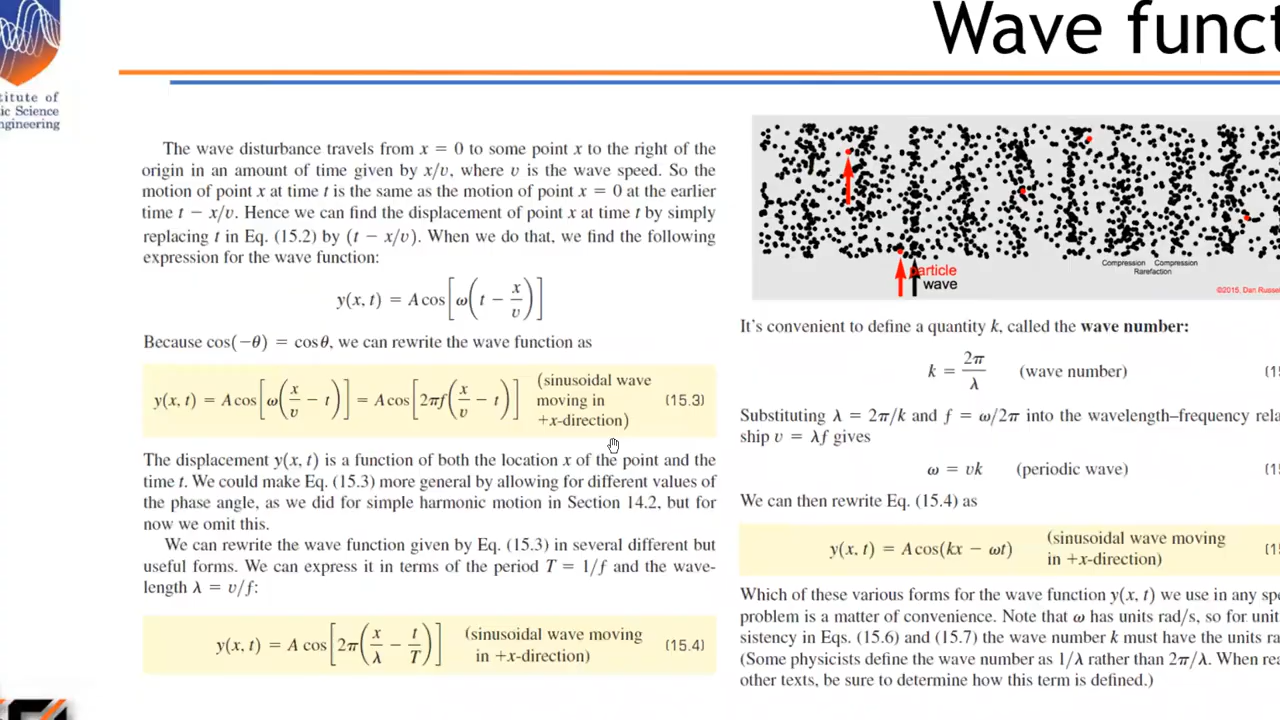 Wave funct
titute of
ic Science
ngineering
The wave disturbance travels from x = 0 to some point x to the right of the
origin in an amount of time given by x/v, where v is the wave speed. So the
motion of point x at time t is the same as the motion of point x = 0 at the earlier
time t − x/v. Hence we can find the displacement of point x at time t by simply
replacing t in Eq. (15.2) by (t − x/v). When we do that, we find the following
expression for the wave function:
y(x, t) = A cos[ω(t − x/v)]
Because cos(−θ) = cos θ, we can rewrite the wave function as
y(x, t) = A cos[ω(x/v − t)] = A cos[2πf(x/v − t)] (sinusoidal wave moving in +x-direction) (15.3)
The displacement y(x, t) is a function of both the location x of the point and the
time t. We could make Eq. (15.3) more general by allowing for different values of
the phase angle, as we did for simple harmonic motion in Section 14.2, but for
now we omit this.
We can rewrite the wave function given by Eq. (15.3) in several different but
useful forms. We can express it in terms of the period T = 1/f and the wave-
length λ = v/f:
y(x, t) = A cos[2π(x/λ − t/T)] (sinusoidal wave moving in +x-direction) (15.4)
particle
wave
Compression Compression
Rarefaction
©2015, Dan Russel
It's convenient to define a quantity k, called the wave number:
k = 2π/λ (wave number) (15
Substituting λ = 2π/k and f = ω/2π into the wavelength–frequency rela
ship v = λf gives
ω = vk (periodic wave) (15
We can then rewrite Eq. (15.4) as
y(x, t) = A cos(kx − ωt) (sinusoidal wave moving in +x-direction) (15
Which of these various forms for the wave function y(x, t) we use in any spe
problem is a matter of convenience. Note that ω has units rad/s, so for unit
sistency in Eqs. (15.6) and (15.7) the wave number k must have the units ra
(Some physicists define the wave number as 1/λ rather than 2π/λ. When rea
other texts, be sure to determine how this term is defined.)